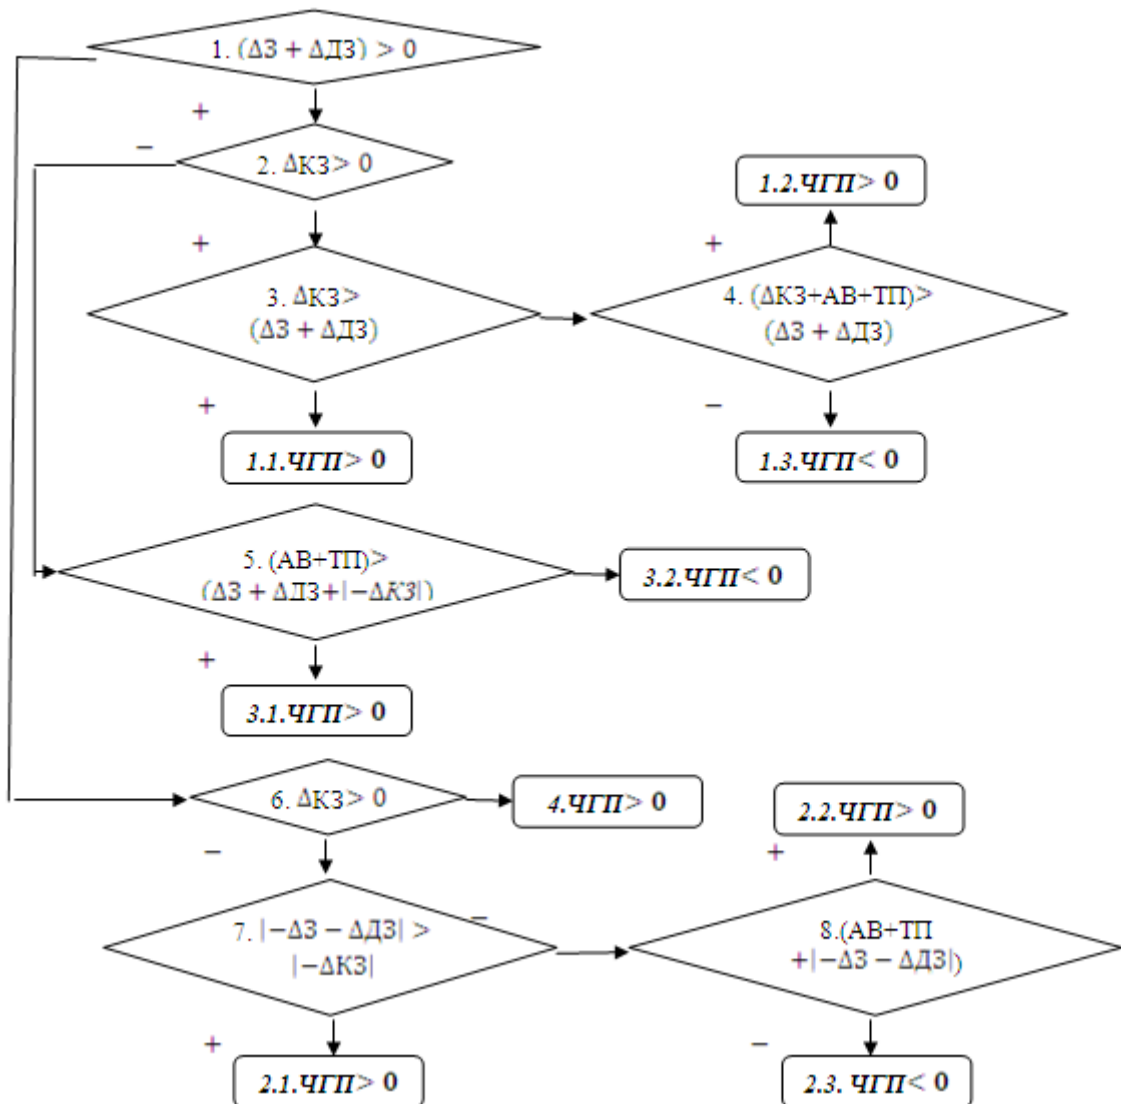 1. (ΔЗ + ΔДЗ) > 0
+
−
2. ΔКЗ> 0
1.2.ЧГП> 0
+
+
3. ΔКЗ>
(ΔЗ + ΔДЗ)
4. (ΔКЗ+АВ+ТП)>
(ΔЗ + ΔДЗ)
+
−
1.1.ЧГП> 0
1.3.ЧГП< 0
5. (АВ+ТП)>
(ΔЗ + ΔДЗ+|−ΔКЗ|)
3.2.ЧГП< 0
+
3.1.ЧГП> 0
6. ΔКЗ> 0
4.ЧГП> 0
2.2.ЧГП> 0
−
+
7. |−ΔЗ − ΔДЗ| >
|−ΔКЗ|
−
8.(АВ+ТП
+|−ΔЗ − ΔДЗ|)
+
−
2.1.ЧГП> 0
2.3. ЧГП< 0